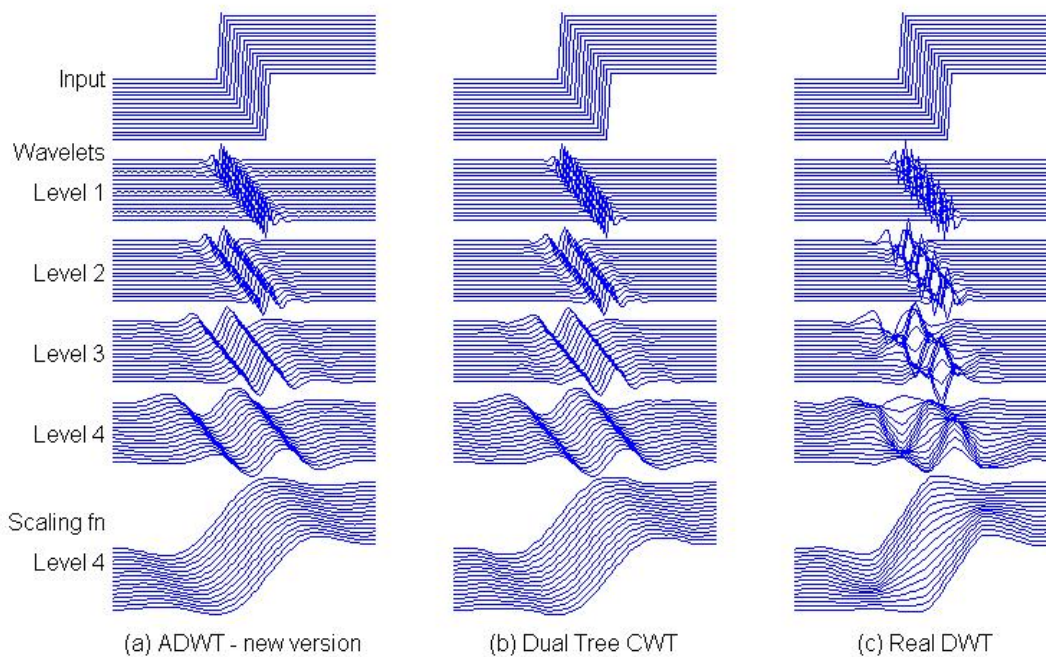 Input
Wavelets
Level 1
Level 2
Level 3
Level 4
Scaling fn
Level 4
(a) ADWT - new version
(b) Dual Tree CWT
(c) Real DWT